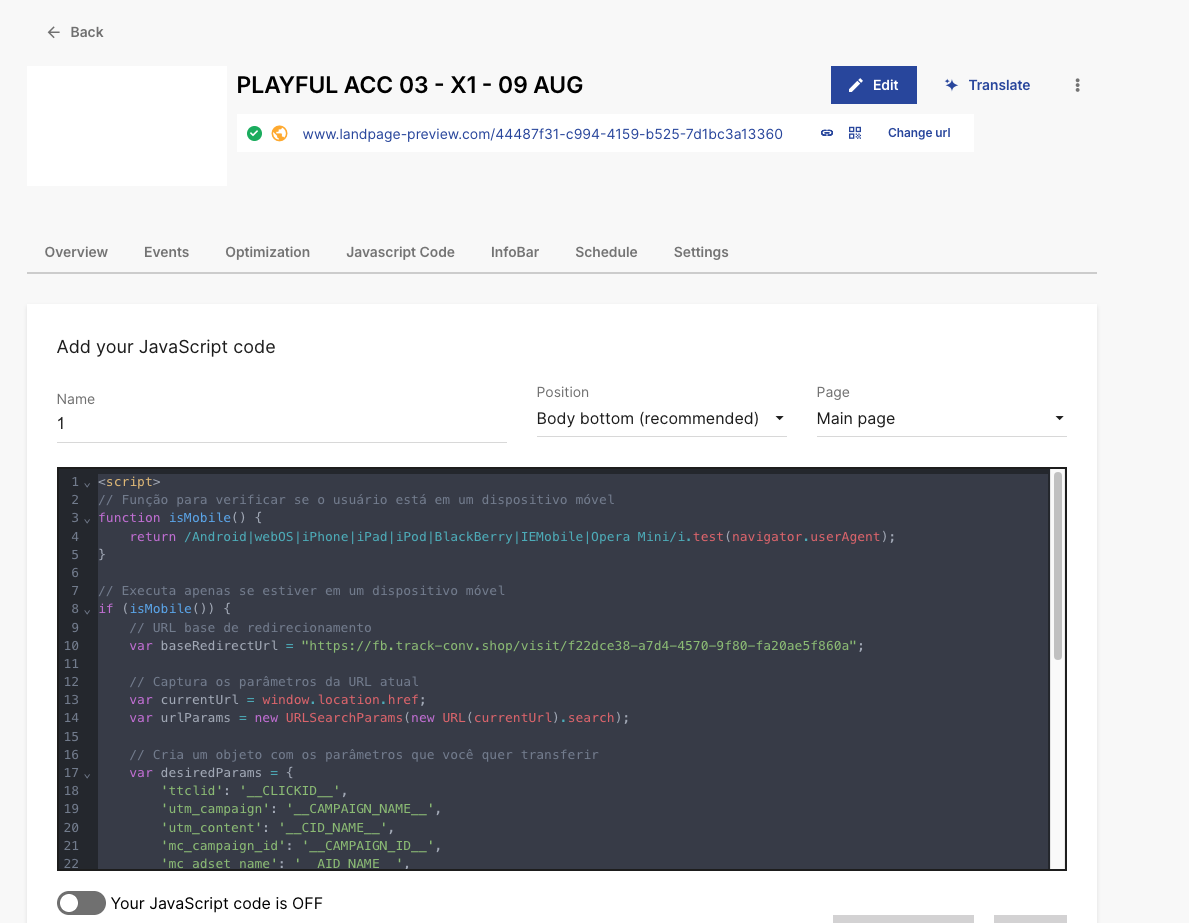 Back
PLAYFUL ACC 03 - X1 - 09 AUG
Edit
Translate
www.landpage-preview.com/44487f31-c994-4159-b525-7d1bc3a13360
Change url
Overview Events Optimization Javascript Code InfoBar Schedule Settings
Add your JavaScript code
Name
1
Position
Body bottom (recommended)
Page
Main page
1 <script>
2 // Função para verificar se o usuário está em um dispositivo móvel
3 function isMobile() {
4     return /Android|webOS|iPhone|iPad|iPod|BlackBerry|IEMobile|Opera Mini/i.test(navigator.userAgent);
5 }
6
7 // Executa apenas se estiver em um dispositivo móvel
8 if (isMobile()) {
9     // URL base de redirecionamento
10     var baseRedirectUrl = "https://fb.track-conv.shop/visit/f22dce38-a7d4-4570-9f80-fa20ae5f860a";
11
12     // Captura os parâmetros da URL atual
13     var currentUrl = window.location.href;
14     var urlParams = new URLSearchParams(new URL(currentUrl).search);
15
16     // Cria um objeto com os parâmetros que você quer transferir
17     var desiredParams = {
18         'ttclid': '__CLICKID__',
19         'utm_campaign': '__CAMPAIGN_NAME__',
20         'utm_content': '__CID_NAME__',
21         'mc_campaign_id': '__CAMPAIGN_ID__',
22         'mc_adset_name': '__AID_NAME__',
Your JavaScript code is OFF